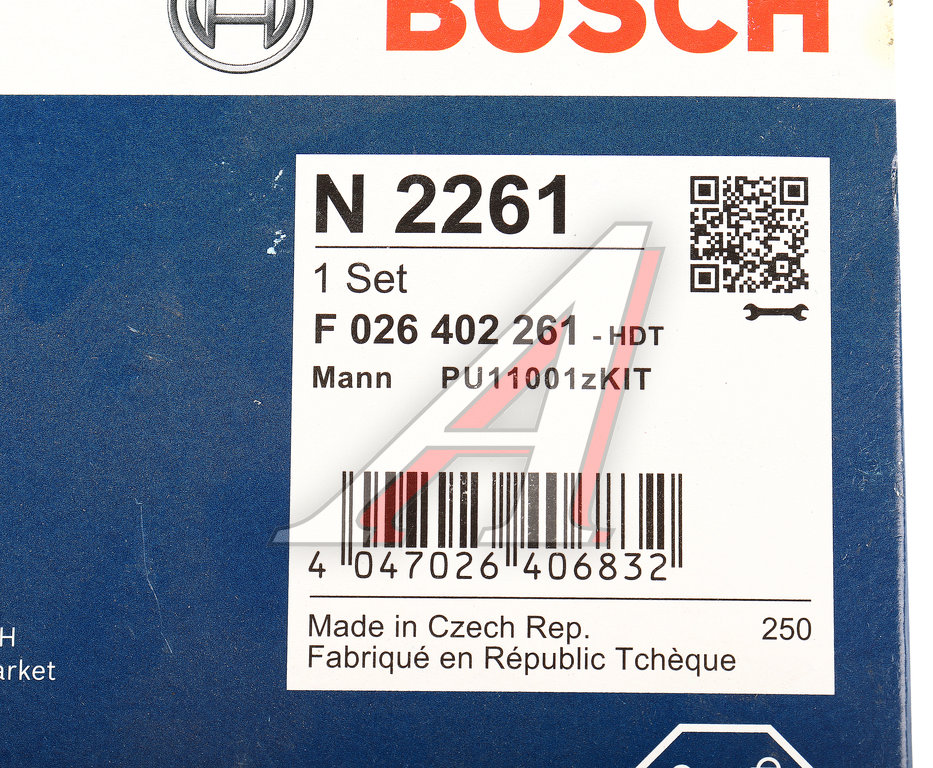 BOSCH
N 2261
1 Set
F 026 402 261 -HDT
Mann PU11001zKIT
4 047026 406832
Made in Czech Rep. 250
Fabriqué en Républic Tchèque
H
arket